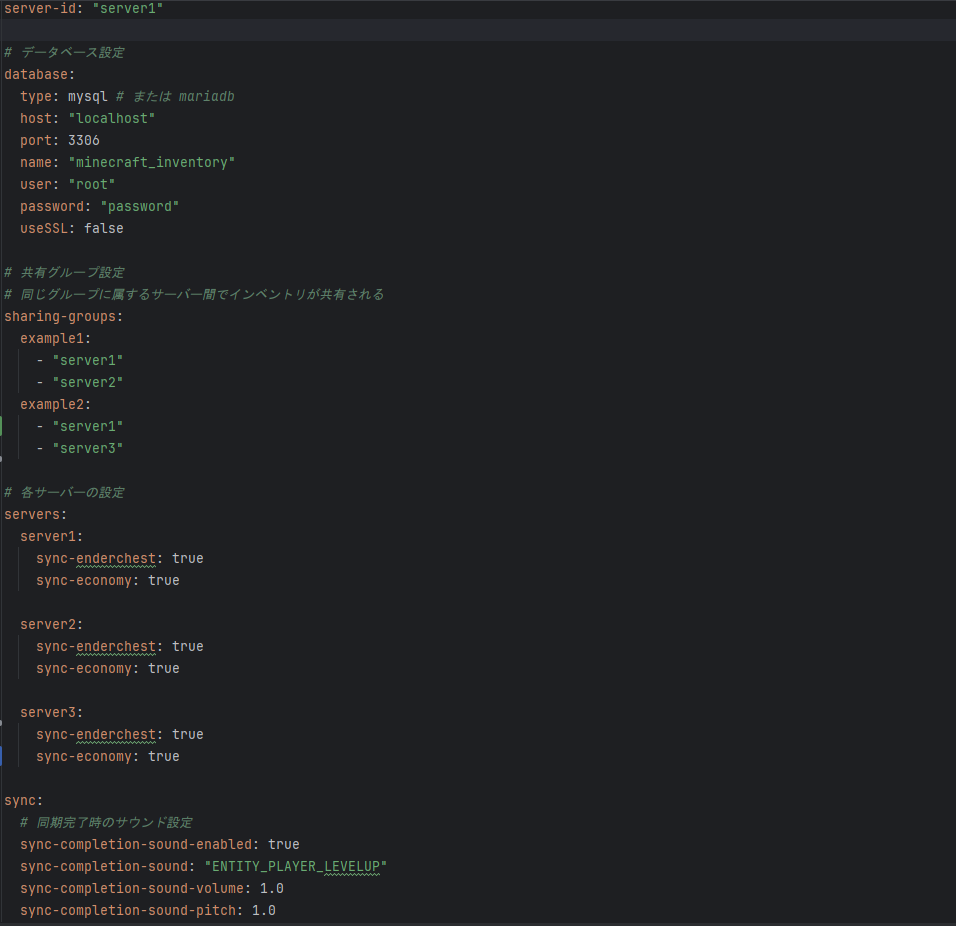 server-id: "server1"
# データベース設定
database:
  type: mysql # または mariadb
  host: "localhost"
  port: 3306
  name: "minecraft_inventory"
  user: "root"
  password: "password"
  useSSL: false
# 共有グループ設定
# 同じグループに属するサーバー間でインベントリが共有される
sharing-groups:
  example1:
    - "server1"
    - "server2"
  example2:
    - "server1"
    - "server3"
# 各サーバーの設定
servers:
  server1:
    sync-enderchest: true
    sync-economy: true
  server2:
    sync-enderchest: true
    sync-economy: true
  server3:
    sync-enderchest: true
    sync-economy: true
sync:
  # 同期完了時のサウンド設定
  sync-completion-sound-enabled: true
  sync-completion-sound: "ENTITY_PLAYER_LEVELUP"
  sync-completion-sound-volume: 1.0
  sync-completion-sound-pitch: 1.0